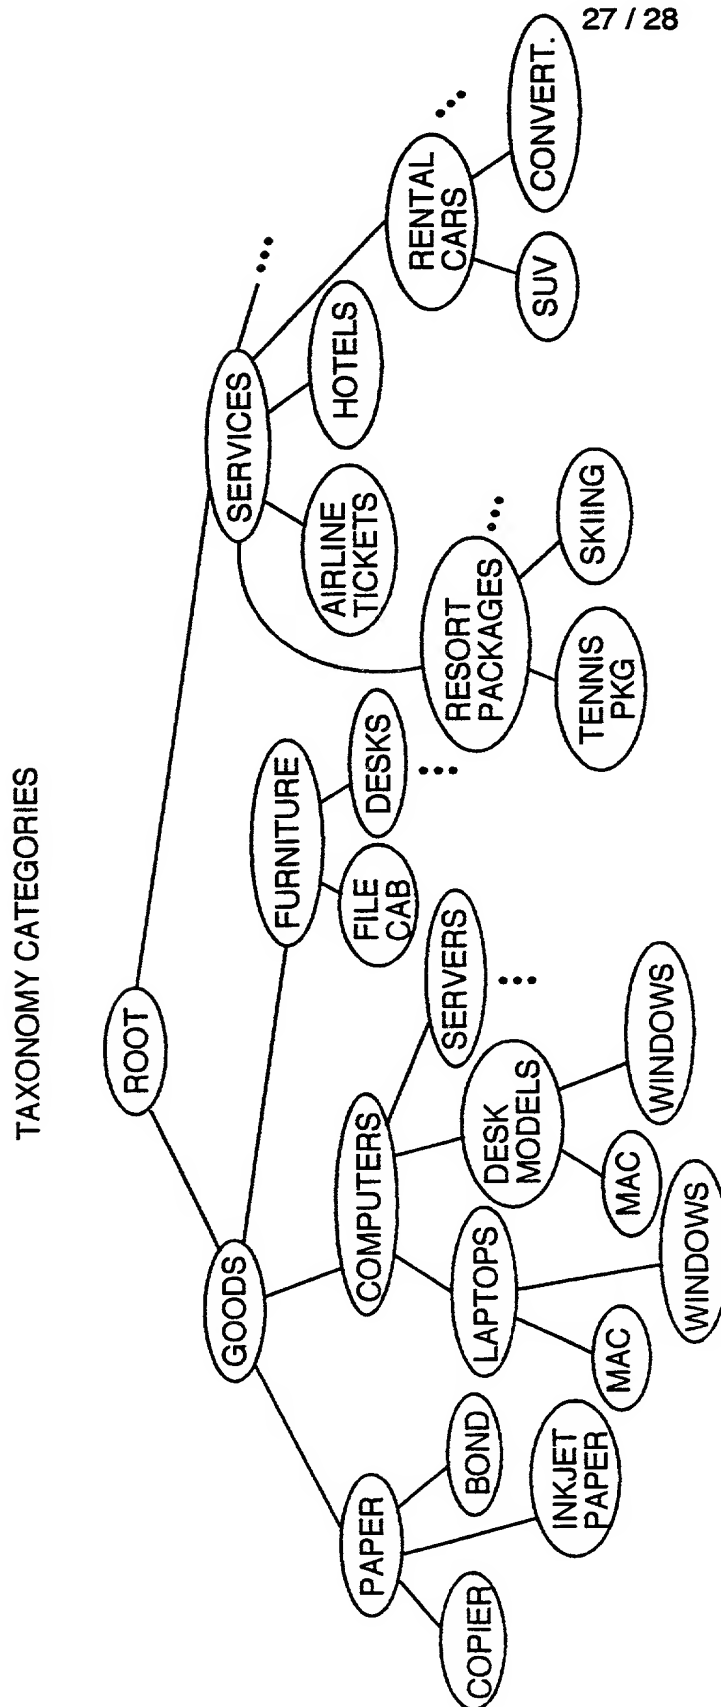 27 / 28
TAXONOMY CATEGORIES
ROOT
GOODS
SERVICES
PAPER
COMPUTERS
FURNITURE
COPIER
BOND
INKJET
PAPER
LAPTOPS
DESK
MODELS
SERVERS
MAC
WINDOWS
MAC
WINDOWS
FILE
CAB
DESKS
RESORT
PACKAGES
AIRLINE
TICKETS
HOTELS
RENTAL
CARS
TENNIS
PKG
SKIING
SUV
CONVERT.